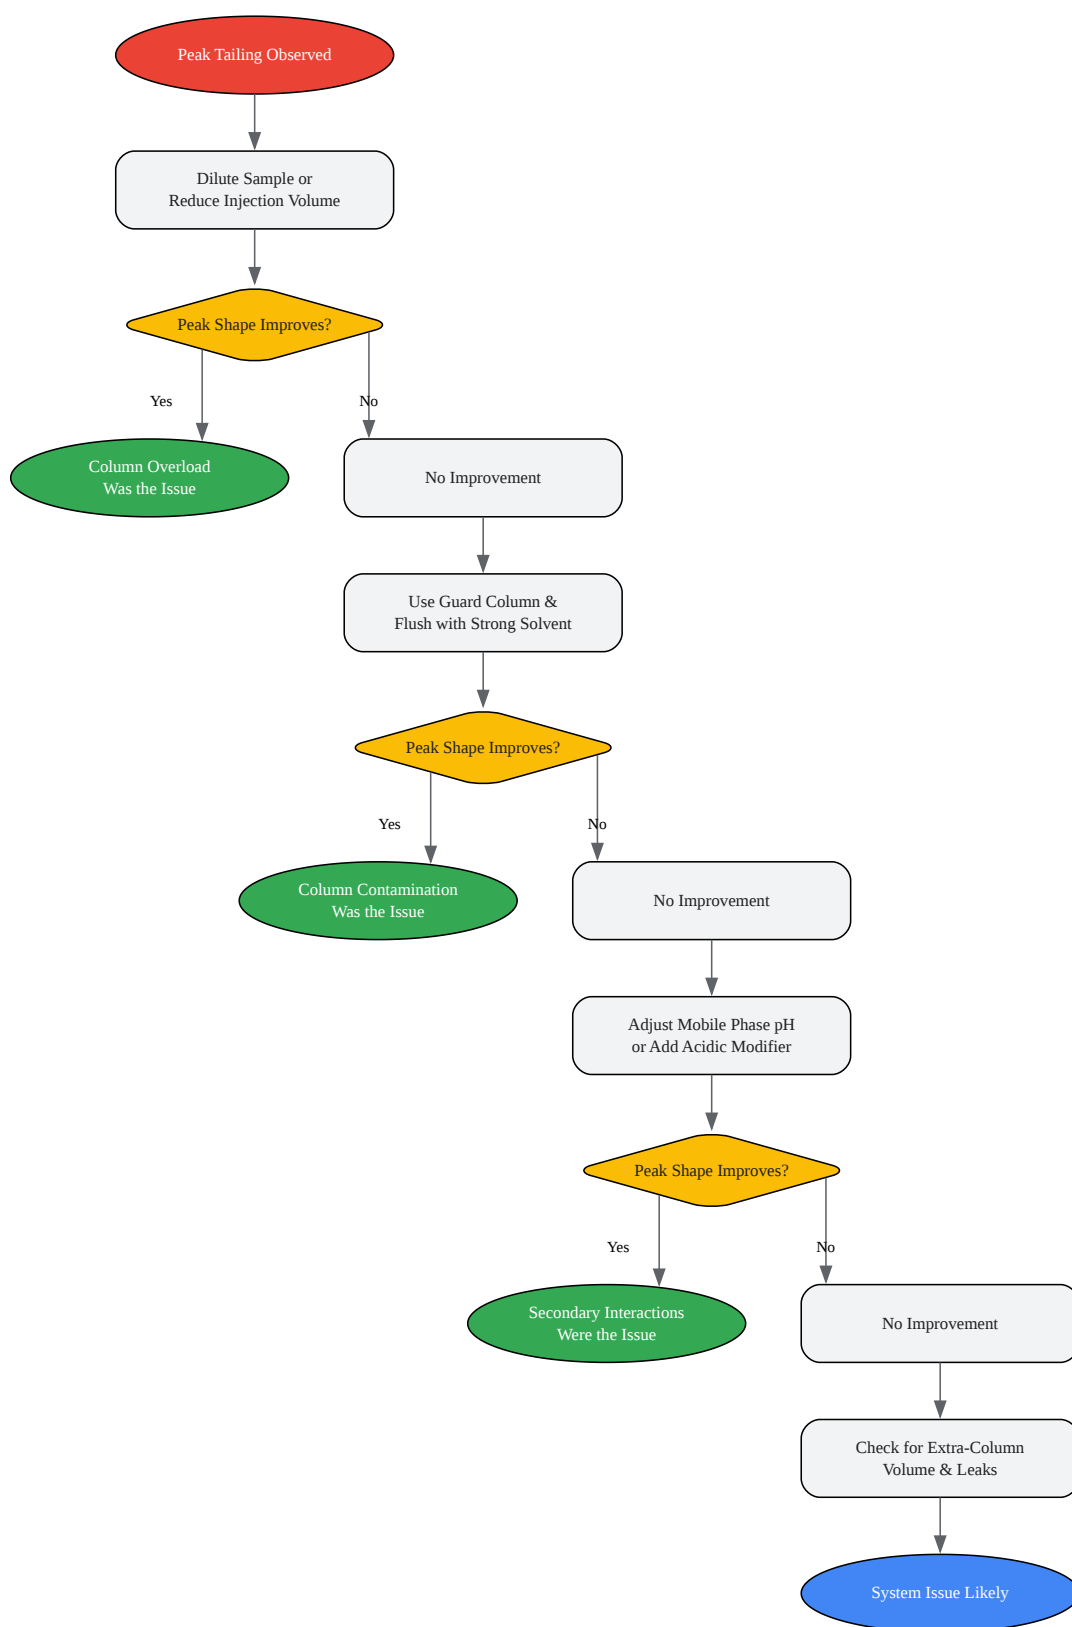 Peak Tailing Observed
Dilute Sample or
Reduce Injection Volume
Peak Shape Improves?
Yes
No
Column Overload
Was the Issue
No Improvement
Use Guard Column &
Flush with Strong Solvent
Peak Shape Improves?
Yes
No
Column Contamination
Was the Issue
No Improvement
Adjust Mobile Phase pH
or Add Acidic Modifier
Peak Shape Improves?
Yes
No
Secondary Interactions
Were the Issue
No Improvement
Check for Extra-Column
Volume & Leaks
System Issue Likely